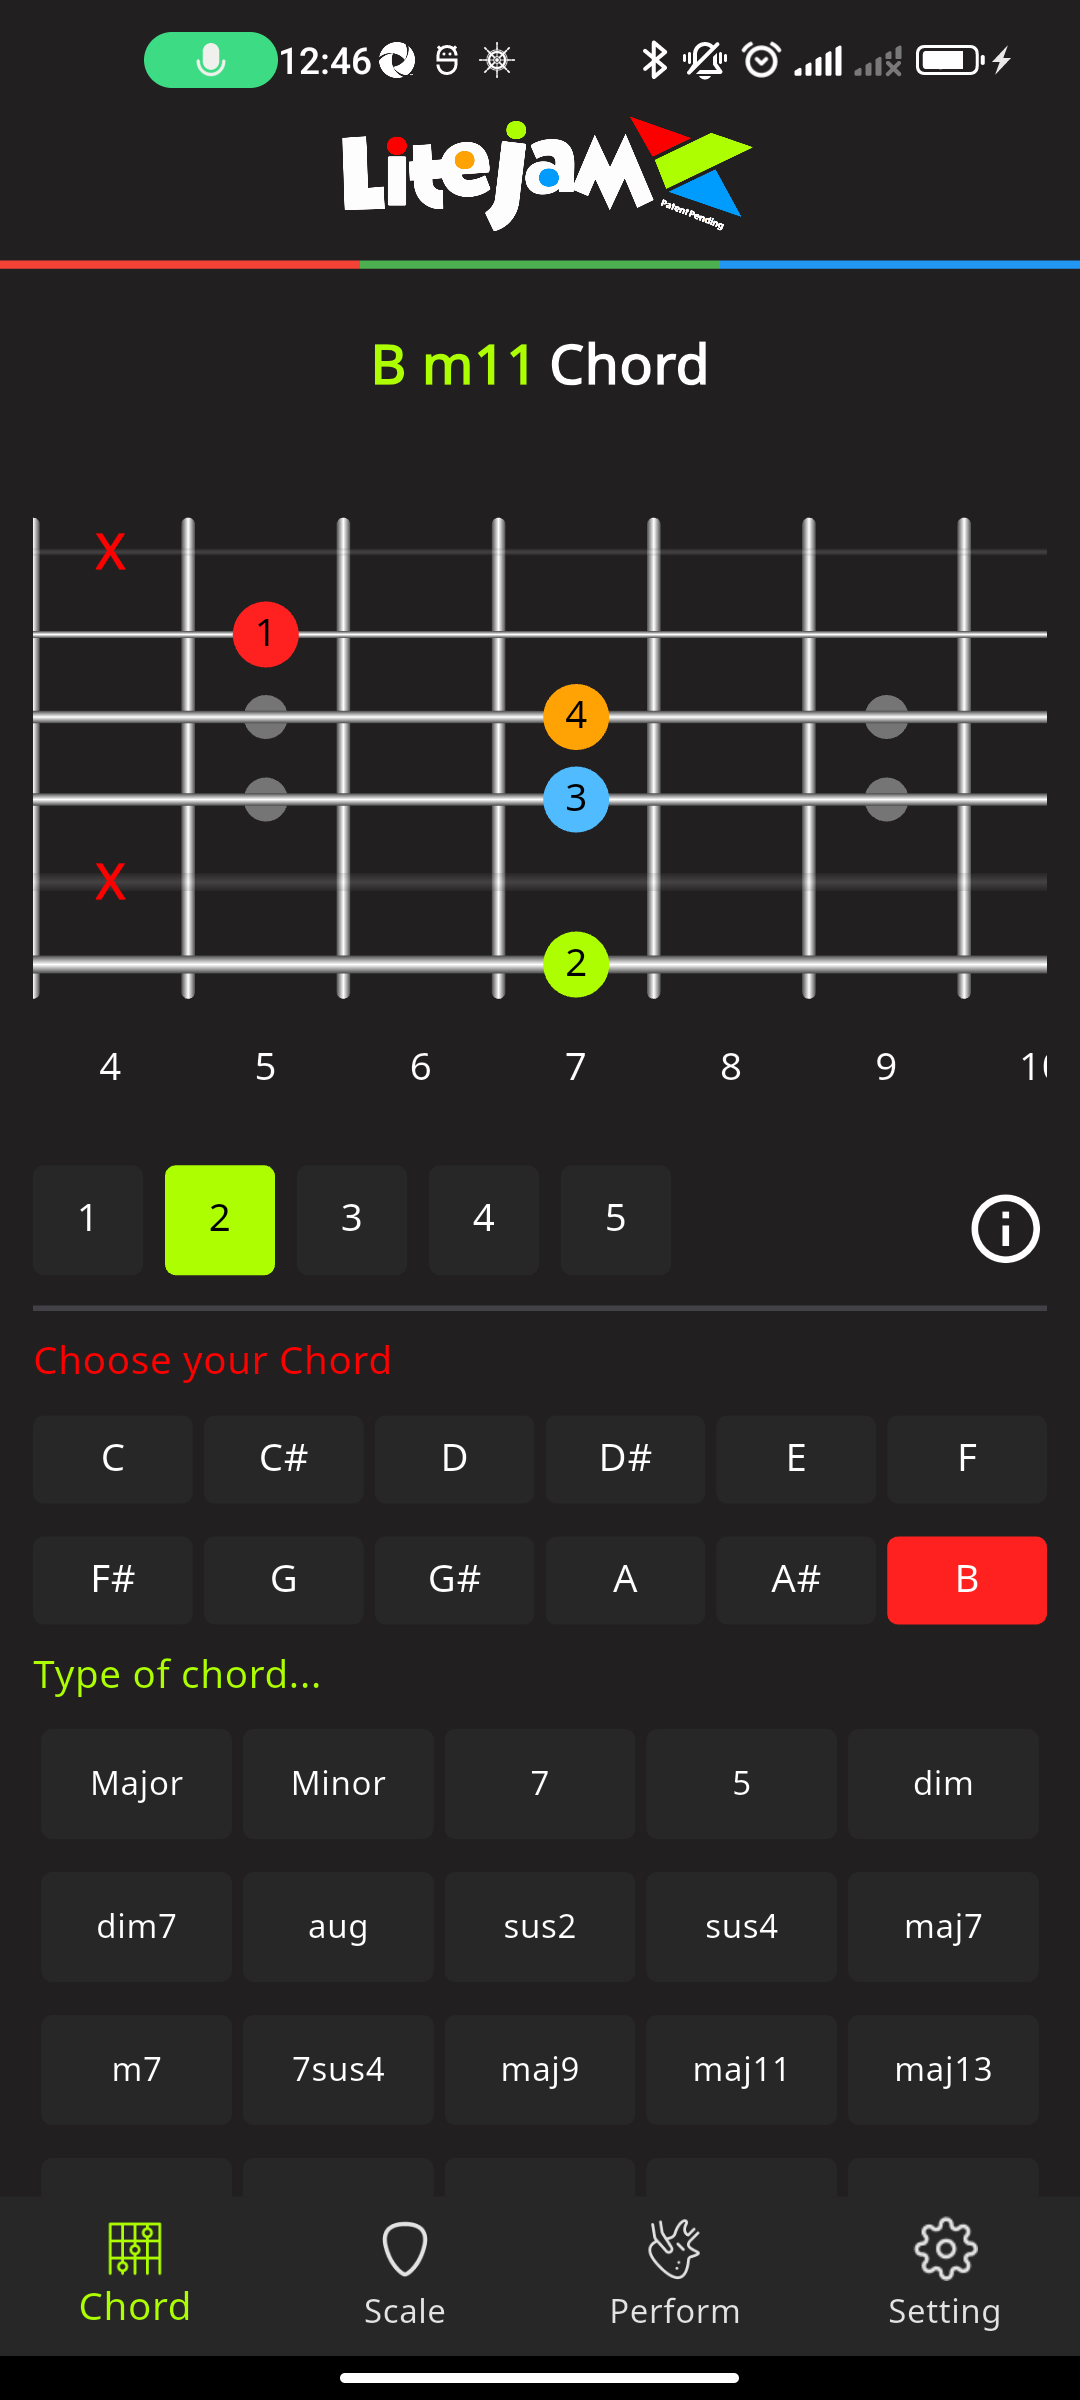 12:46
LitejaM
Patent Pending
B m11 Chord
X
1
4
3
X
2
4 5 6 7 8 9 10
1 2 3 4 5
Choose your Chord
C C# D D# E F
F# G G# A A# B
Type of chord...
Major Minor 7 5 dim
dim7 aug sus2 sus4 maj7
m7 7sus4 maj9 maj11 maj13
Chord Scale Perform Setting